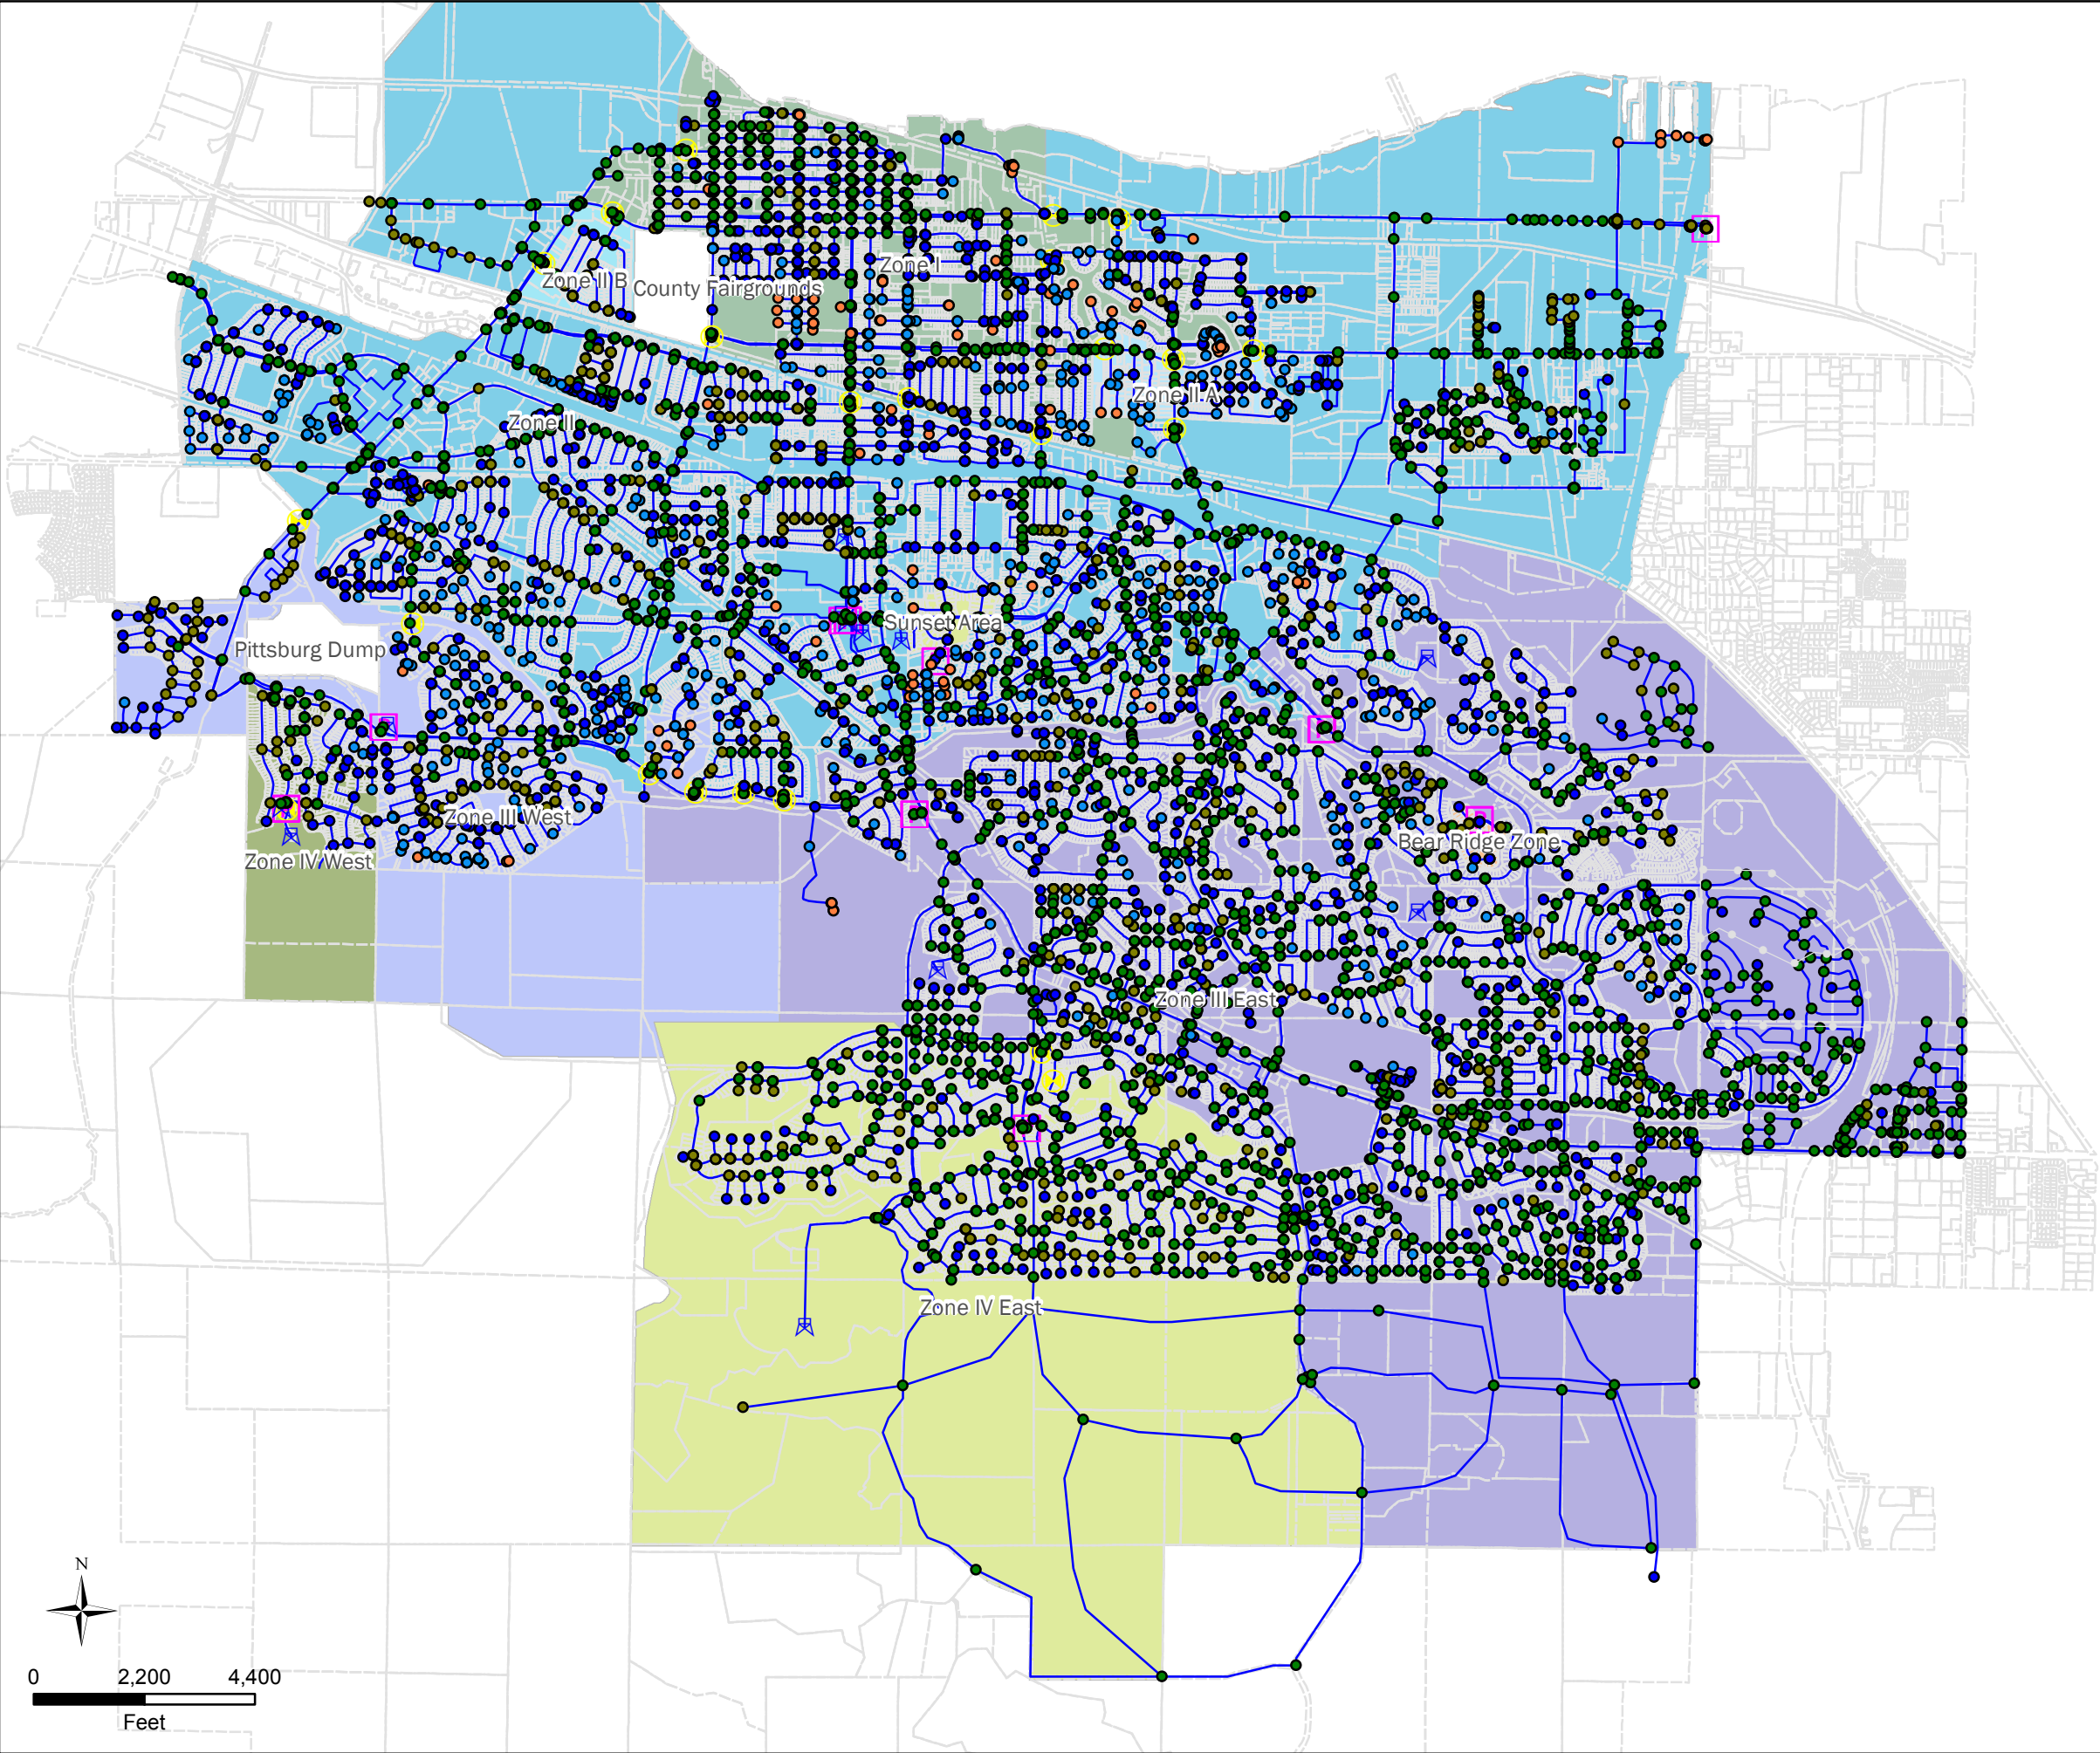 Zone I
Zone II B
County Fairgrounds
Zone II A
Zone II
Sunset Area
Pittsburg Dump
Zone III West
Bear Ridge Zone
Zone IV West
Zone III East
Zone IV East
N
0 2,200 4,400
Feet